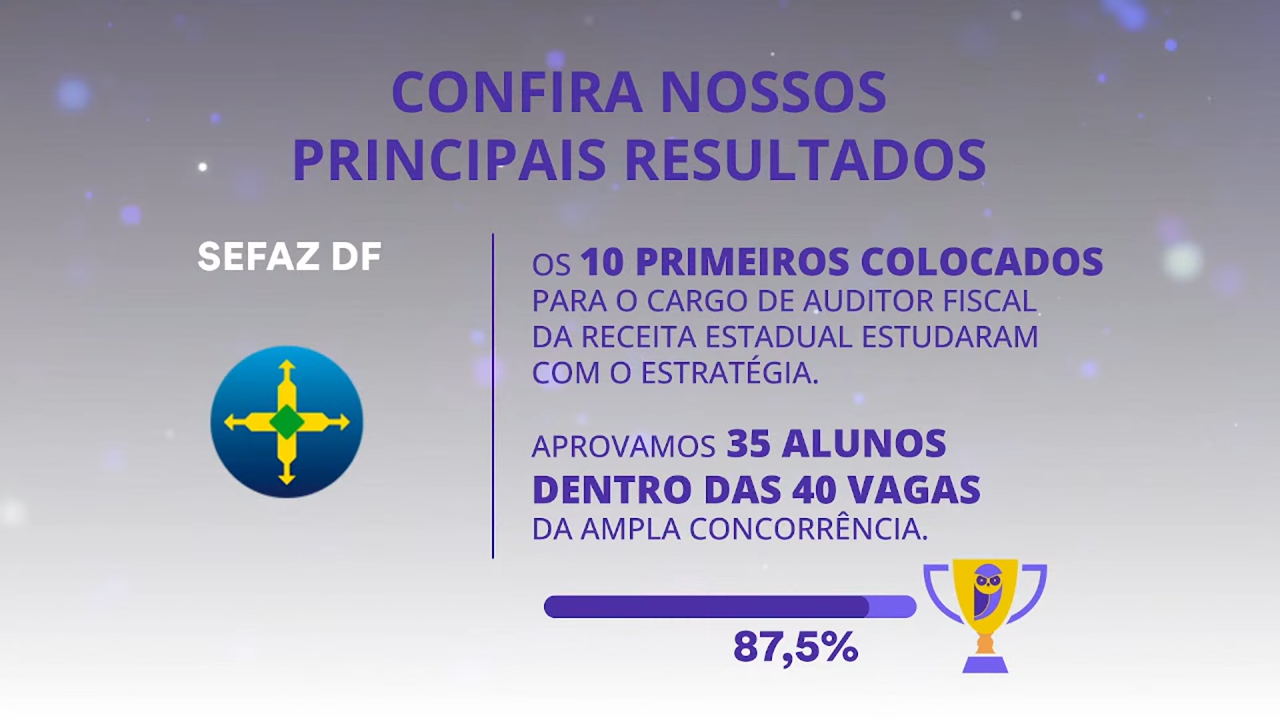 CONFIRA NOSSOS
PRINCIPAIS RESULTADOS
SEFAZ DF
OS 10 PRIMEIROS COLOCADOS
PARA O CARGO DE AUDITOR FISCAL
DA RECEITA ESTADUAL ESTUDARAM
COM O ESTRATÉGIA.
APROVAMOS 35 ALUNOS
DENTRO DAS 40 VAGAS
DA AMPLA CONCORRÊNCIA.
87,5%